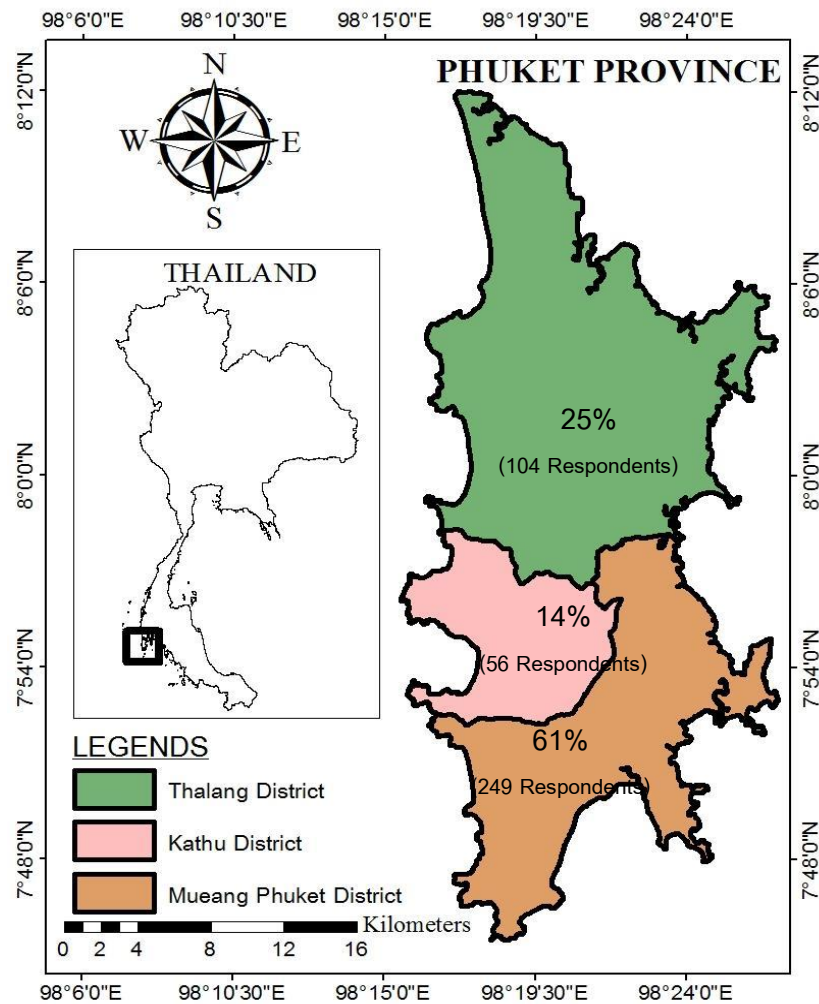 98°6'0"E 98°10'30"E 98°15'0"E 98°19'30"E 98°24'0"E
PHUKET PROVINCE
N
W E
S
8°12'0"N 8°12'0"N
THAILAND
8°6'0"N 8°6'0"N
25%
(104 Respondents)
8°0'0"N 8°0'0"N
14%
(56 Respondents)
7°54'0"N 7°54'0"N
61%
(249 Respondents)
LEGENDS
Thalang District
Kathu District
Mueang Phuket District
7°48'0"N 7°48'0"N
Kilometers
0 2 4 8 12 16
98°6'0"E 98°10'30"E 98°15'0"E 98°19'30"E 98°24'0"E